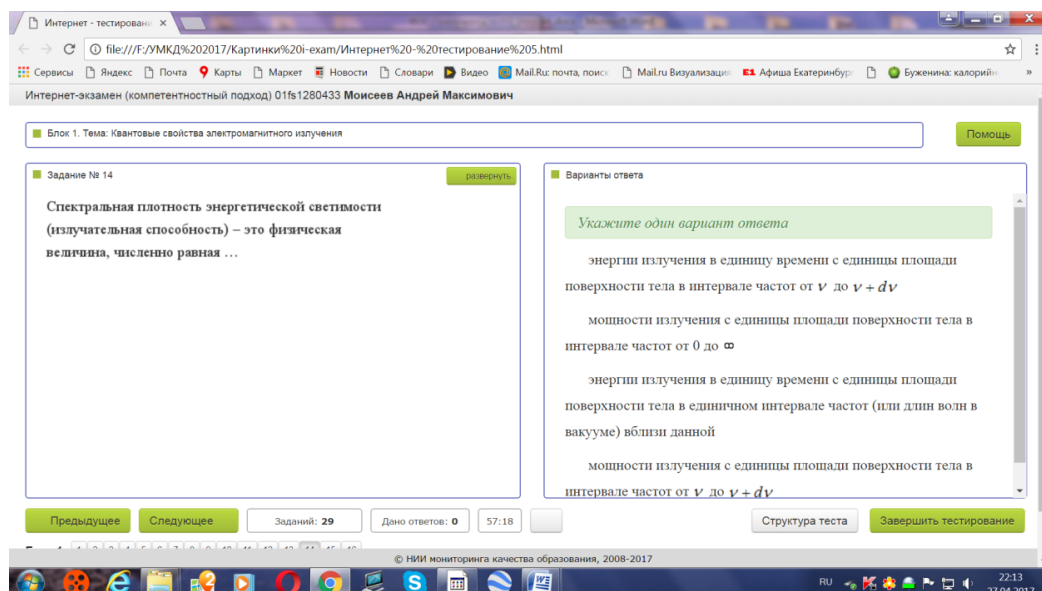 Интернет - тестировани
file:///F:/УМКД%202017/Картинки%20i-exam/Интернет%20-%20тестирование%205.html
Сервисы Яндекс Почта Карты Маркет Новости Словари Видео Mail.Ru: почта, поиск Mail.ru Визуализация E1 Афиша Екатеринбург Буженина: калорийн »
Интернет-экзамен (компетентностный подход) 01fs1280433 Моисеев Андрей Максимович
Блок 1. Тема: Квантовые свойства электромагнитного излучения
Помощь
Задание № 14
развернуть
Спектральная плотность энергетической светимости
(излучательная способность) – это физическая
величина, численно равная …
Варианты ответа
Укажите один вариант ответа
энергии излучения в единицу времени с единицы площади
поверхности тела в интервале частот от ν до ν + dν
мощности излучения с единицы площади поверхности тела в
интервале частот от 0 до ∞
энергии излучения в единицу времени с единицы площади
поверхности тела в единичном интервале частот (или длин волн в
вакууме) вблизи данной
мощности излучения с единицы площади поверхности тела в
интервале частот от ν до ν + dν
Предыдущее Следующее Заданий: 29 Дано ответов: 0 57:18 Структура теста Завершить тестирование
© НИИ мониторинга качества образования, 2008-2017
RU 22:13
27.04.2017